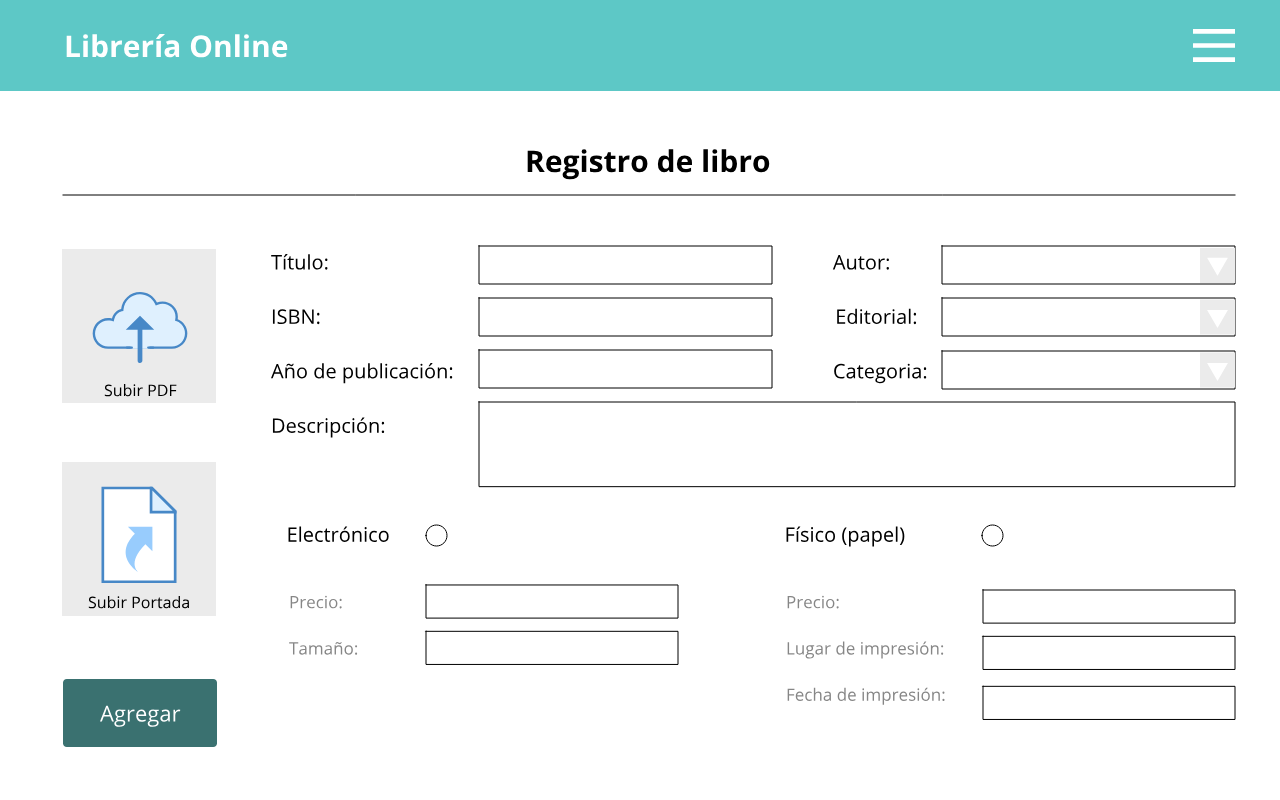 Librería Online
Registro de libro
Título:
Autor:
ISBN:
Editorial:
Año de publicación:
Categoria:
Descripción:
Subir PDF
Subir Portada
Electrónico
Físico (papel)
Precio:
Precio:
Tamaño:
Lugar de impresión:
Fecha de impresión:
Agregar